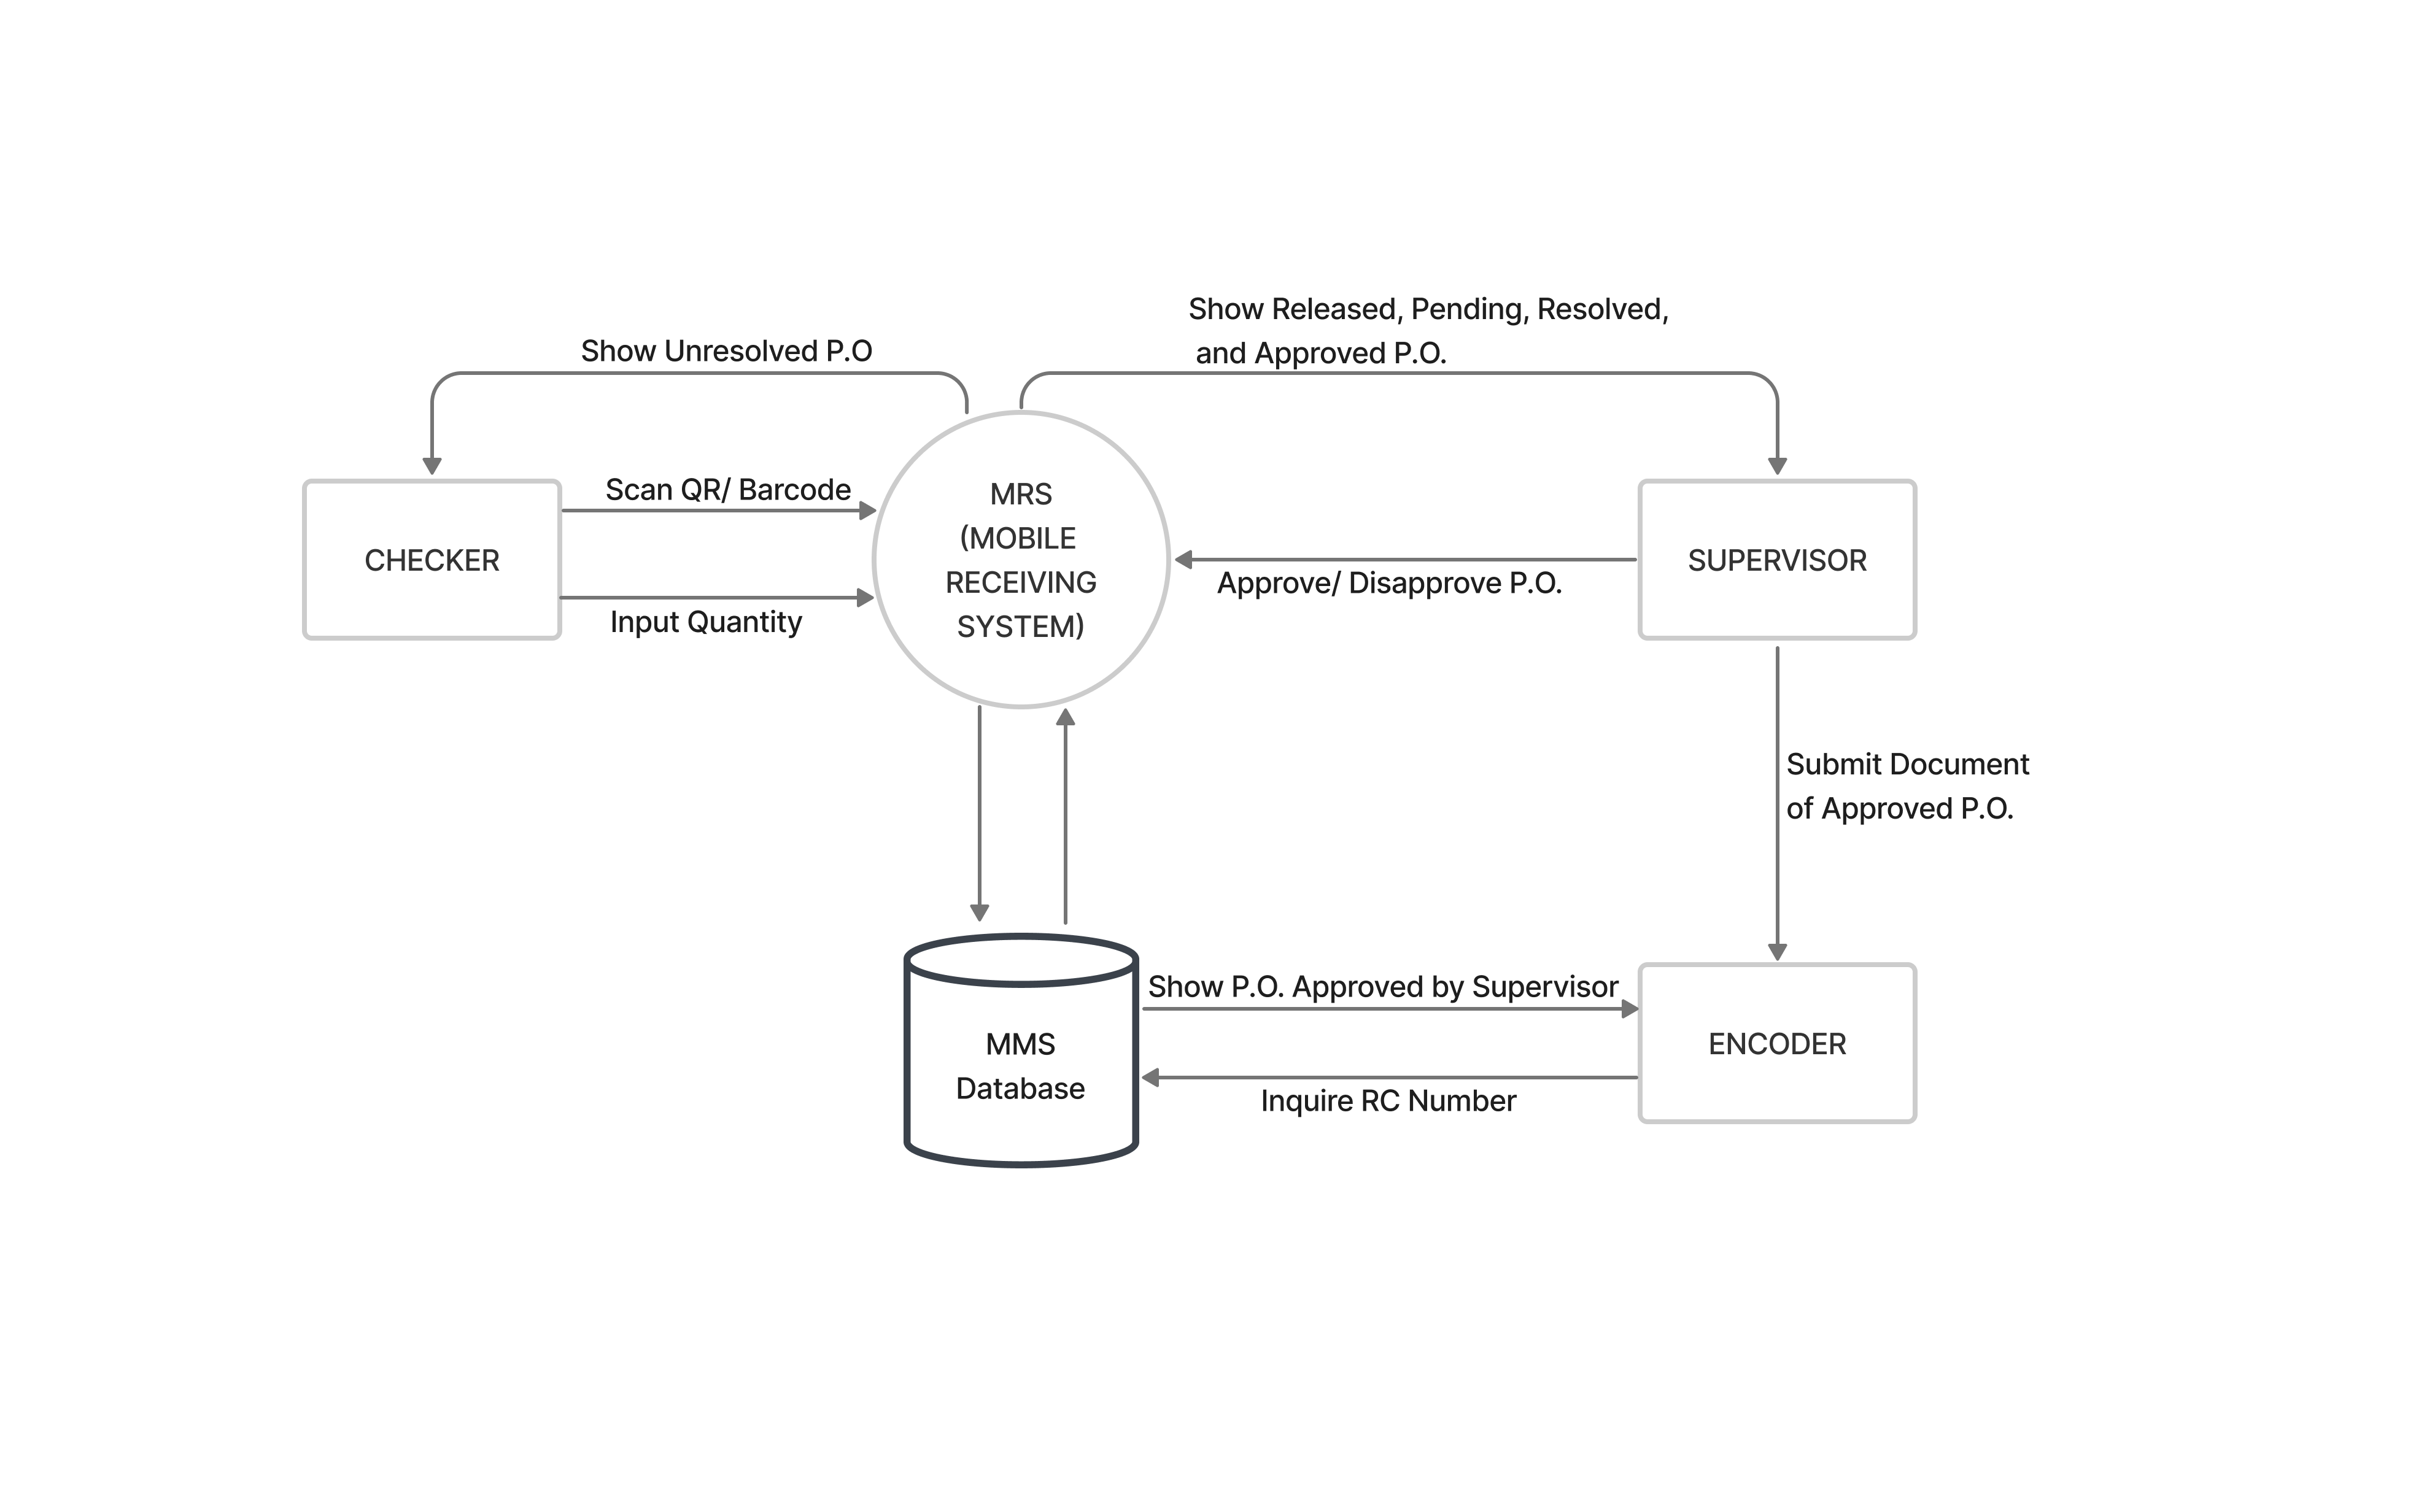 Show Released, Pending, Resolved,
and Approved P.O.
Show Unresolved P.O
Scan QR/ Barcode
MRS
(MOBILE
RECEIVING
SYSTEM)
CHECKER
SUPERVISOR
Approve/ Disapprove P.O.
Input Quantity
Submit Document
of Approved P.O.
Show P.O. Approved by Supervisor
MMS
Database
ENCODER
Inquire RC Number